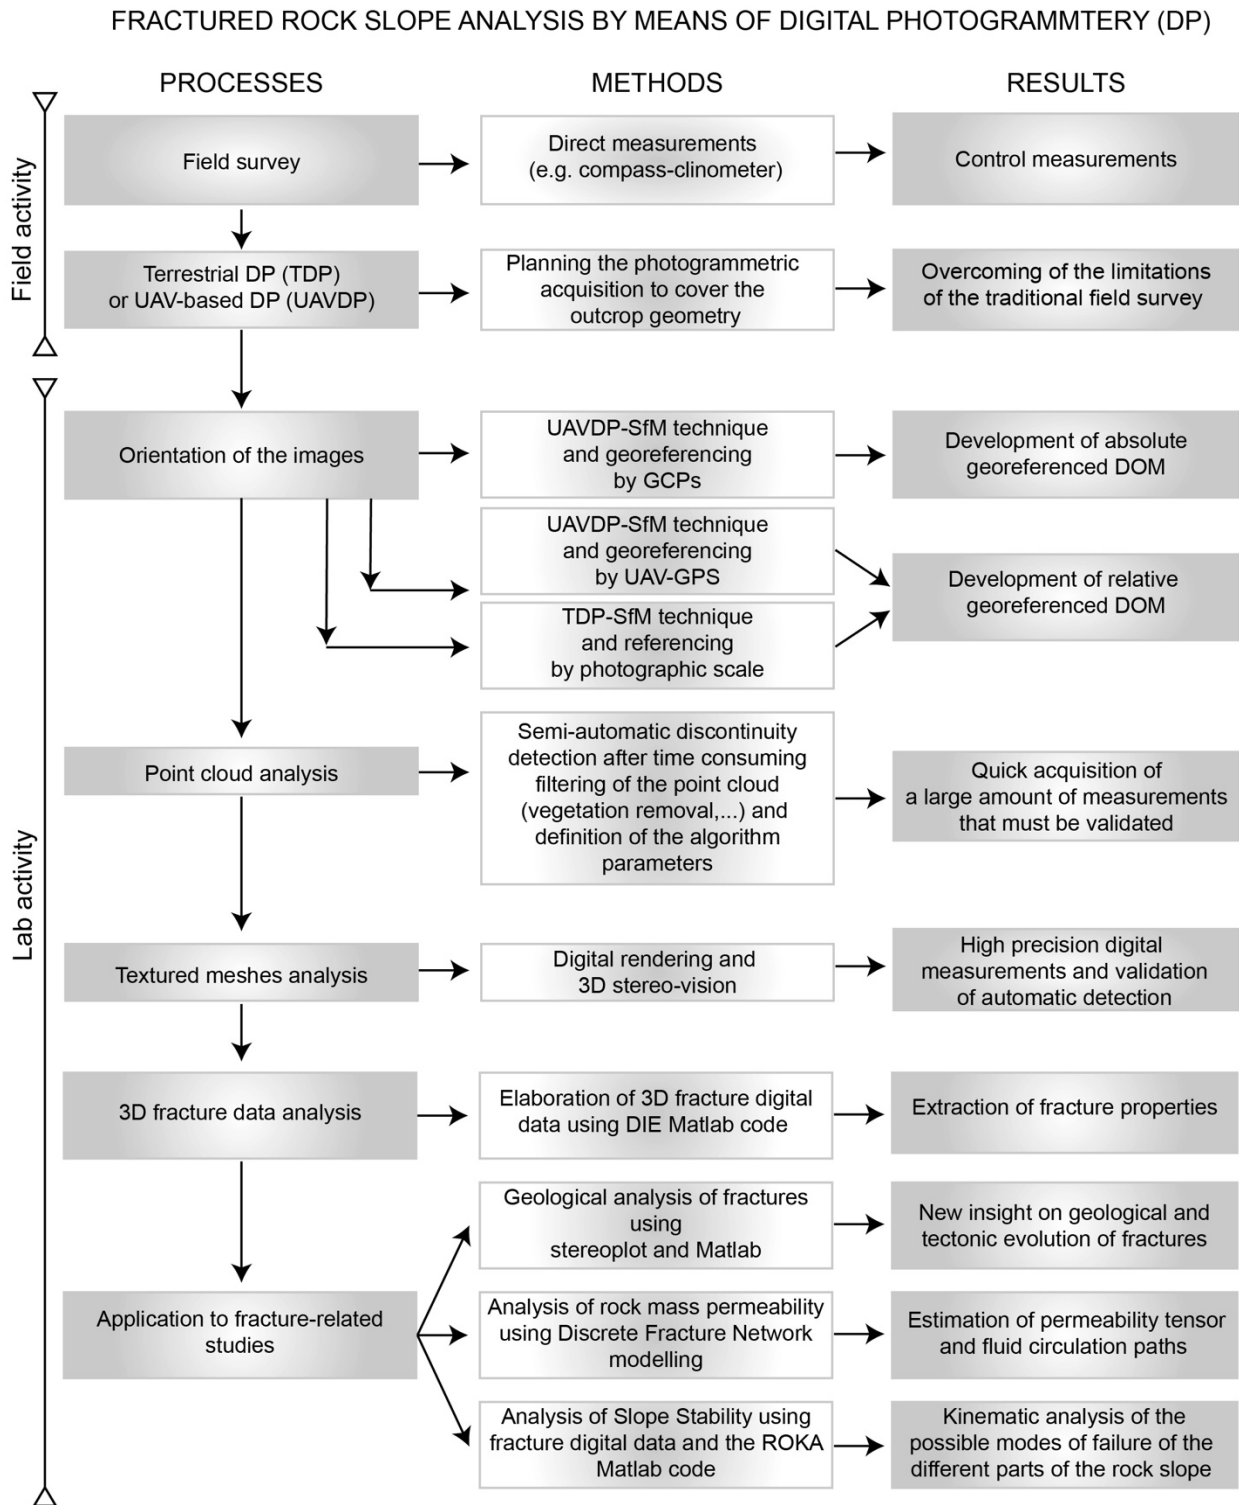 FRACTURED ROCK SLOPE ANALYSIS BY MEANS OF DIGITAL PHOTOGRAMMTERY (DP)
PROCESSES
METHODS
RESULTS
Field activity
Field survey
Direct measurements
(e.g. compass-clinometer)
Control measurements
Terrestrial DP (TDP)
or UAV-based DP (UAVDP)
Planning the photogrammetric
acquisition to cover the
outcrop geometry
Overcoming of the limitations
of the traditional field survey
Lab activity
Orientation of the images
UAVDP-SfM technique
and georeferencing
by GCPs
Development of absolute
georeferenced DOM
UAVDP-SfM technique
and georeferencing
by UAV-GPS
TDP-SfM technique
and referencing
by photographic scale
Development of relative
georeferenced DOM
Point cloud analysis
Semi-automatic discontinuity
detection after time consuming
filtering of the point cloud
(vegetation removal,...) and
definition of the algorithm
parameters
Quick acquisition of
a large amount of measurements
that must be validated
Textured meshes analysis
Digital rendering and
3D stereo-vision
High precision digital
measurements and validation
of automatic detection
3D fracture data analysis
Elaboration of 3D fracture digital
data using DIE Matlab code
Extraction of fracture properties
Application to fracture-related
studies
Geological analysis of fractures
using
stereoplot and Matlab
New insight on geological and
tectonic evolution of fractures
Analysis of rock mass permeability
using Discrete Fracture Network
modelling
Estimation of permeability tensor
and fluid circulation paths
Analysis of Slope Stability using
fracture digital data and the ROKA
Matlab code
Kinematic analysis of the
possible modes of failure of the
different parts of the rock slope